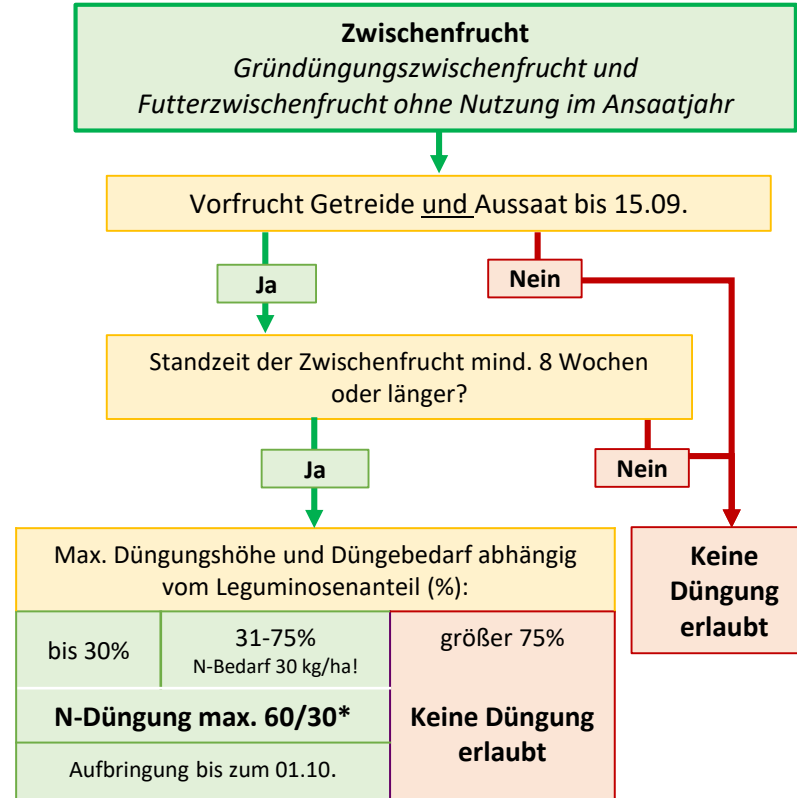 Zwischenfrucht
Gründüngungszwischenfrucht und
Futterzwischenfrucht ohne Nutzung im Ansaatjahr
Vorfrucht Getreide und Aussaat bis 15.09.
Ja
Nein
Standzeit der Zwischenfrucht mind. 8 Wochen
oder länger?
Ja
Nein
Max. Düngungshöhe und Düngebedarf abhängig
vom Leguminosenanteil (%):
Keine
Düngung
erlaubt
bis 30%
31-75%
N-Bedarf 30 kg/ha!
größer 75%
N-Düngung max. 60/30*
Keine Düngung
erlaubt
Aufbringung bis zum 01.10.